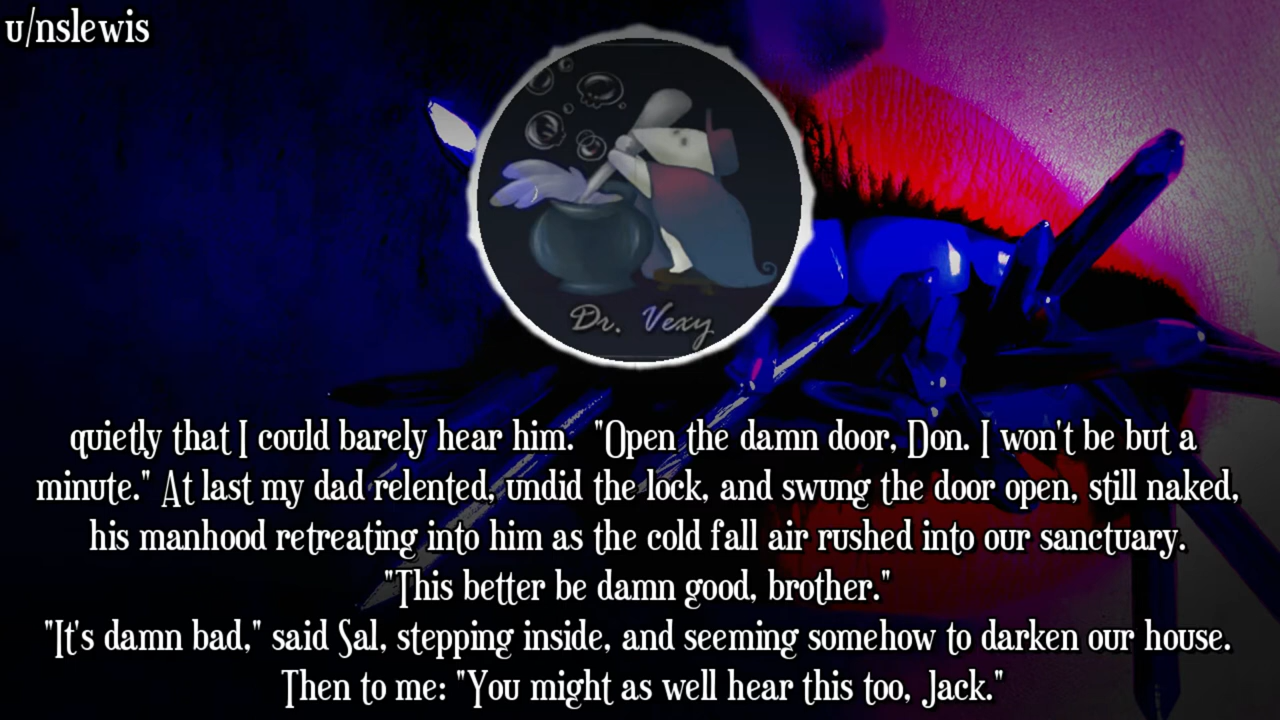 u/nslewis
Dr. Vexy
quietly that I could barely hear him. "Open the damn door, Don. I won't be but a
minute." At last my dad relented, undid the lock, and swung the door open, still naked,
his manhood retreating into him as the cold fall air rushed into our sanctuary.
"This better be damn good, brother."
"It's damn bad," said Sal, stepping inside, and seeming somehow to darken our house.
Then to me: "You might as well hear this too, Jack."